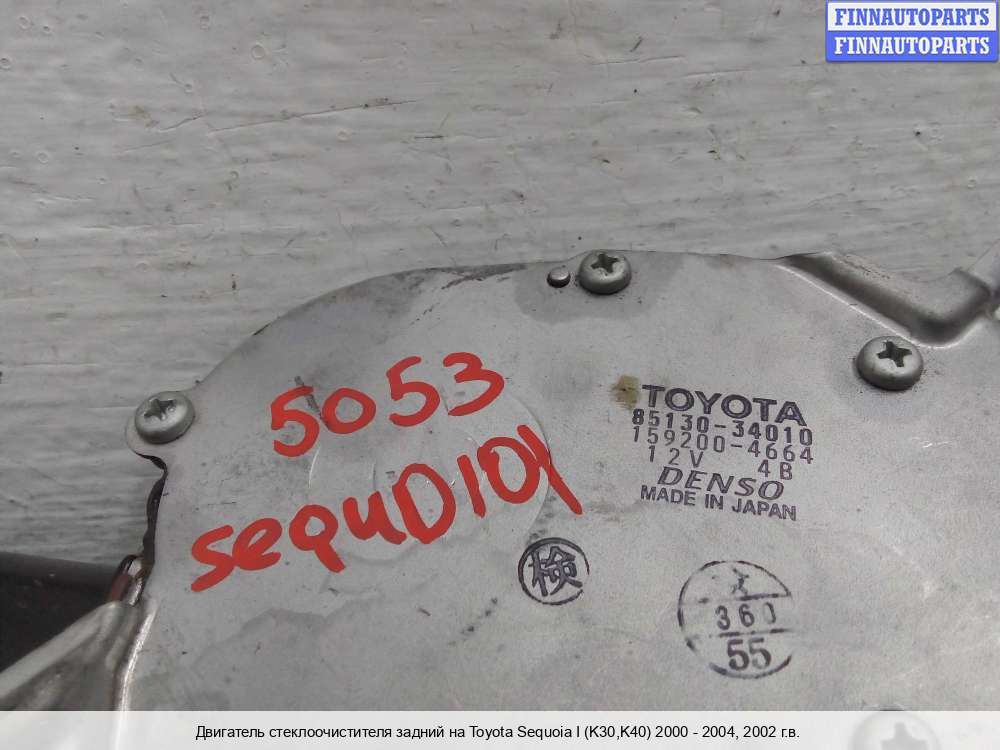 FINNAUTOPARTS
FINNAUTOPARTS
5053
sequD101
TOYOTA
85130-34010
159200-4664
12V 4B
DENSO
MADE IN JAPAN
検
360
55
Двигатель стеклоочистителя задний на Toyota Sequoia I (K30,K40) 2000 - 2004, 2002 г.в.